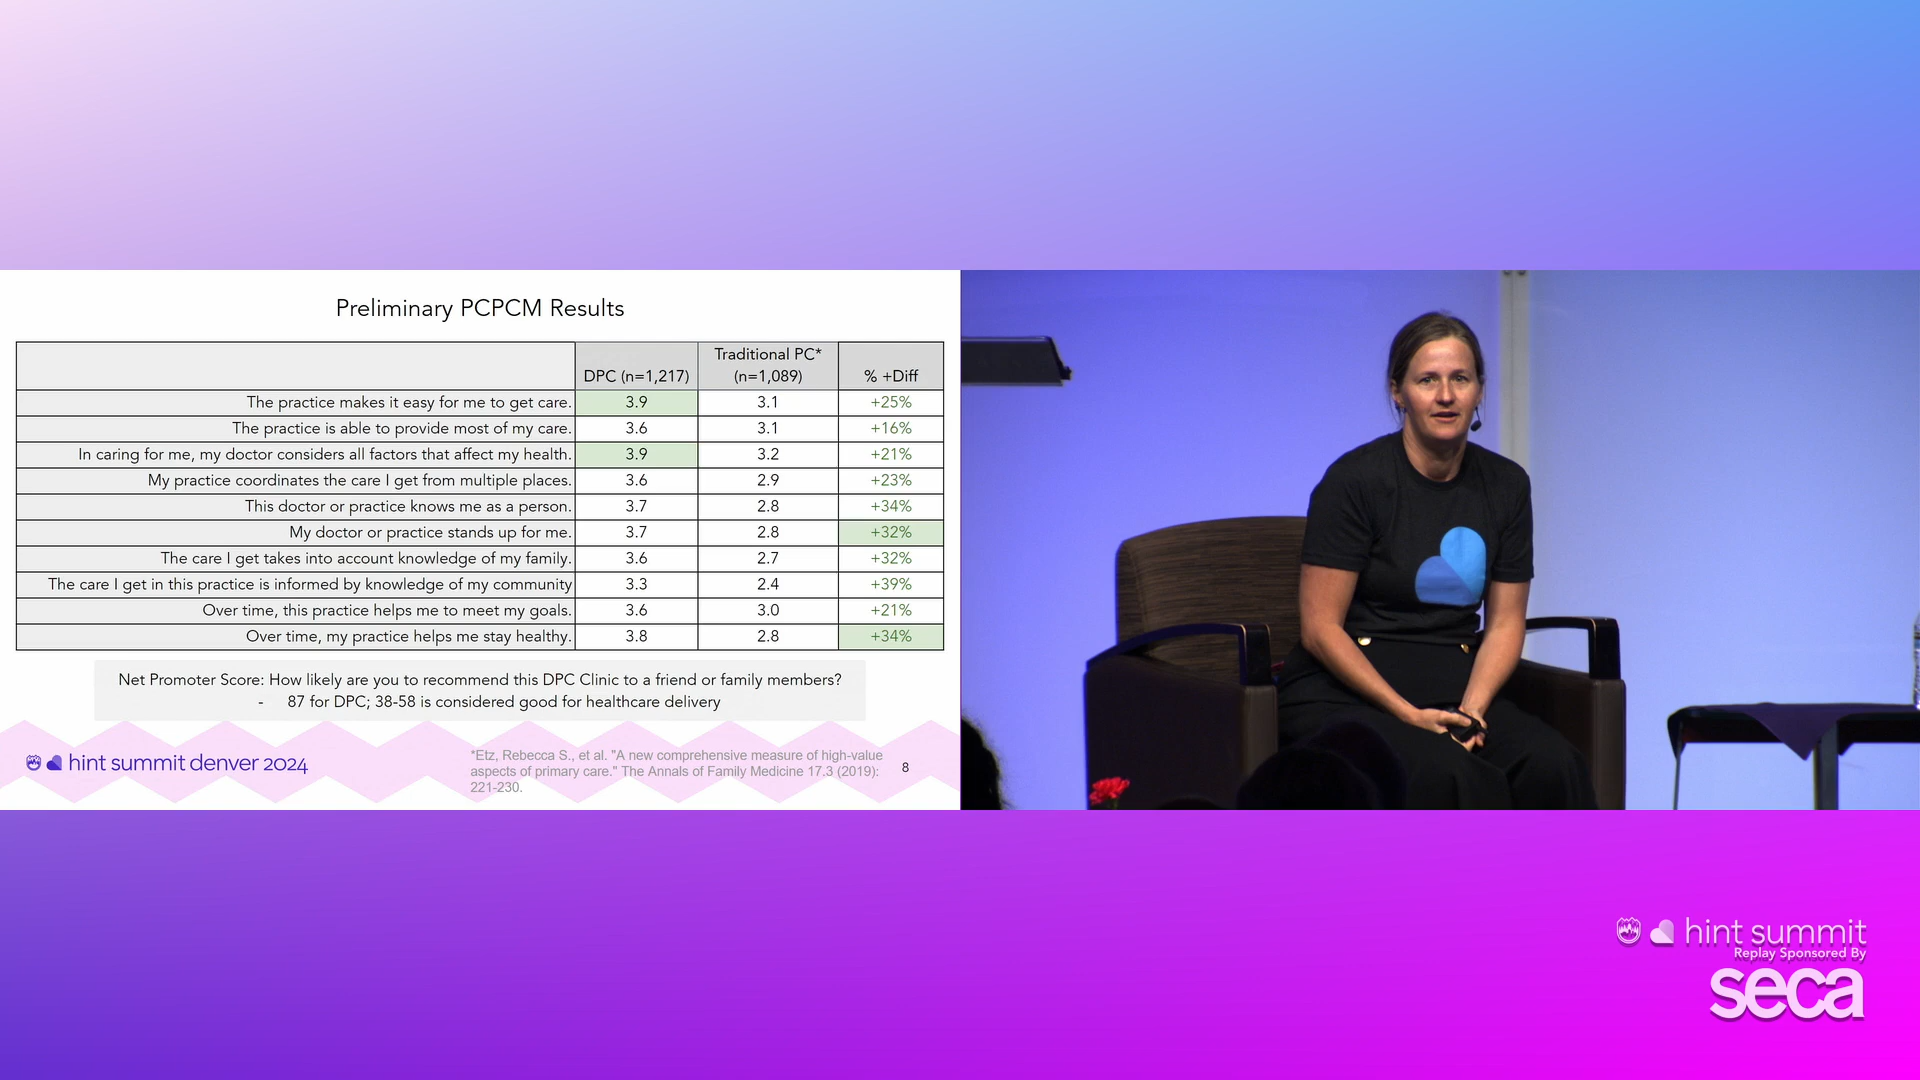 Preliminary PCPCM Results
DPC (n=1,217) Traditional PC* (n=1,089) % +Diff
The practice makes it easy for me to get care. 3.9 3.1 +25%
The practice is able to provide most of my care. 3.6 3.1 +16%
In caring for me, my doctor considers all factors that affect my health. 3.9 3.2 +21%
My practice coordinates the care I get from multiple places. 3.6 2.9 +23%
This doctor or practice knows me as a person. 3.7 2.8 +34%
My doctor or practice stands up for me. 3.7 2.8 +32%
The care I get takes into account knowledge of my family. 3.6 2.7 +32%
The care I get in this practice is informed by knowledge of my community 3.3 2.4 +39%
Over time, this practice helps me to meet my goals. 3.6 3.0 +21%
Over time, my practice helps me stay healthy. 3.8 2.8 +34%
Net Promoter Score: How likely are you to recommend this DPC Clinic to a friend or family members?
- 87 for DPC; 38-58 is considered good for healthcare delivery
hint summit denver 2024
*Etz, Rebecca S., et al. "A new comprehensive measure of high-value
aspects of primary care." The Annals of Family Medicine 17.3 (2019):
221-230.
8
hint summit
Replay Sponsored By
seca